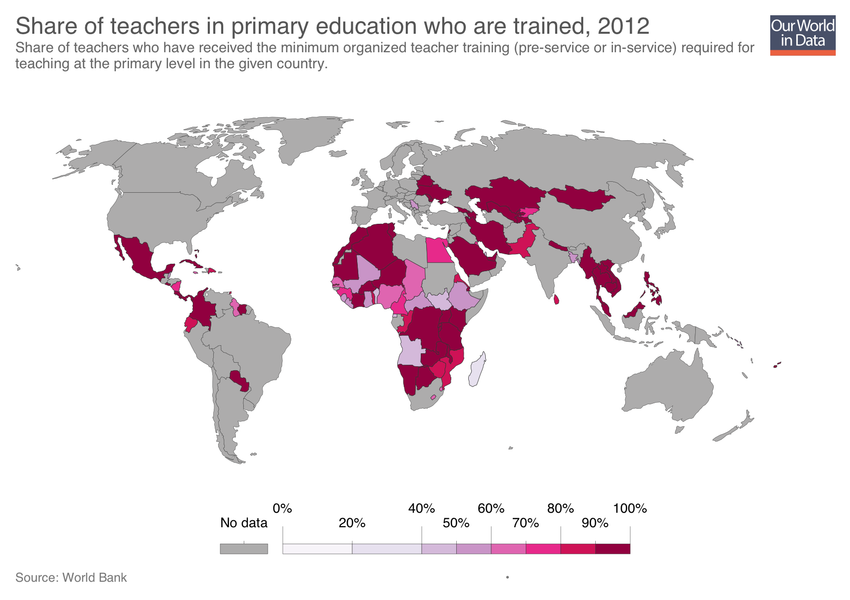 Share of teachers in primary education who are trained, 2012
Share of teachers who have received the minimum organized teacher training (pre-service or in-service) required for
teaching at the primary level in the given country.
Our World
in Data
0% 40% 60% 80% 100%
No data 20% 50% 70% 90%
Source: World Bank